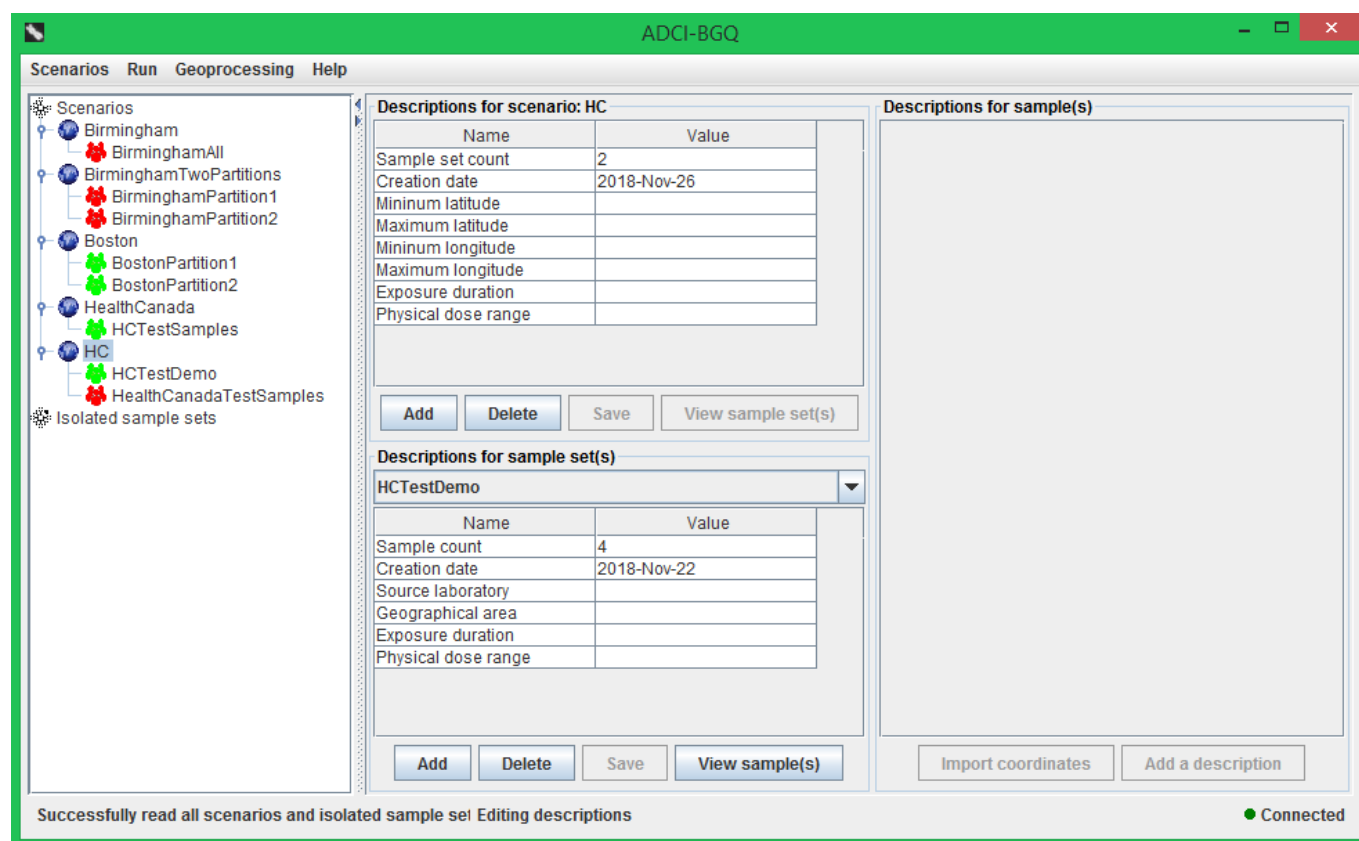 ADCI-BGQ
Scenarios Run Geoprocessing Help
Scenarios
Birmingham
BirminghamAll
BirminghamTwoPartitions
BirminghamPartition1
BirminghamPartition2
Boston
BostonPartition1
BostonPartition2
HealthCanada
HCTestSamples
HC
HCTestDemo
HealthCanadaTestSamples
Isolated sample sets
Descriptions for scenario: HC
Name Value
Sample set count 2
Creation date 2018-Nov-26
Mininum latitude
Maximum latitude
Mininum longitude
Maximum longitude
Exposure duration
Physical dose range
Add Delete Save View sample set(s)
Descriptions for sample set(s)
HCTestDemo
Name Value
Sample count 4
Creation date 2018-Nov-22
Source laboratory
Geographical area
Exposure duration
Physical dose range
Add Delete Save View sample(s)
Descriptions for sample(s)
Import coordinates Add a description
Successfully read all scenarios and isolated sample set Editing descriptions
Connected